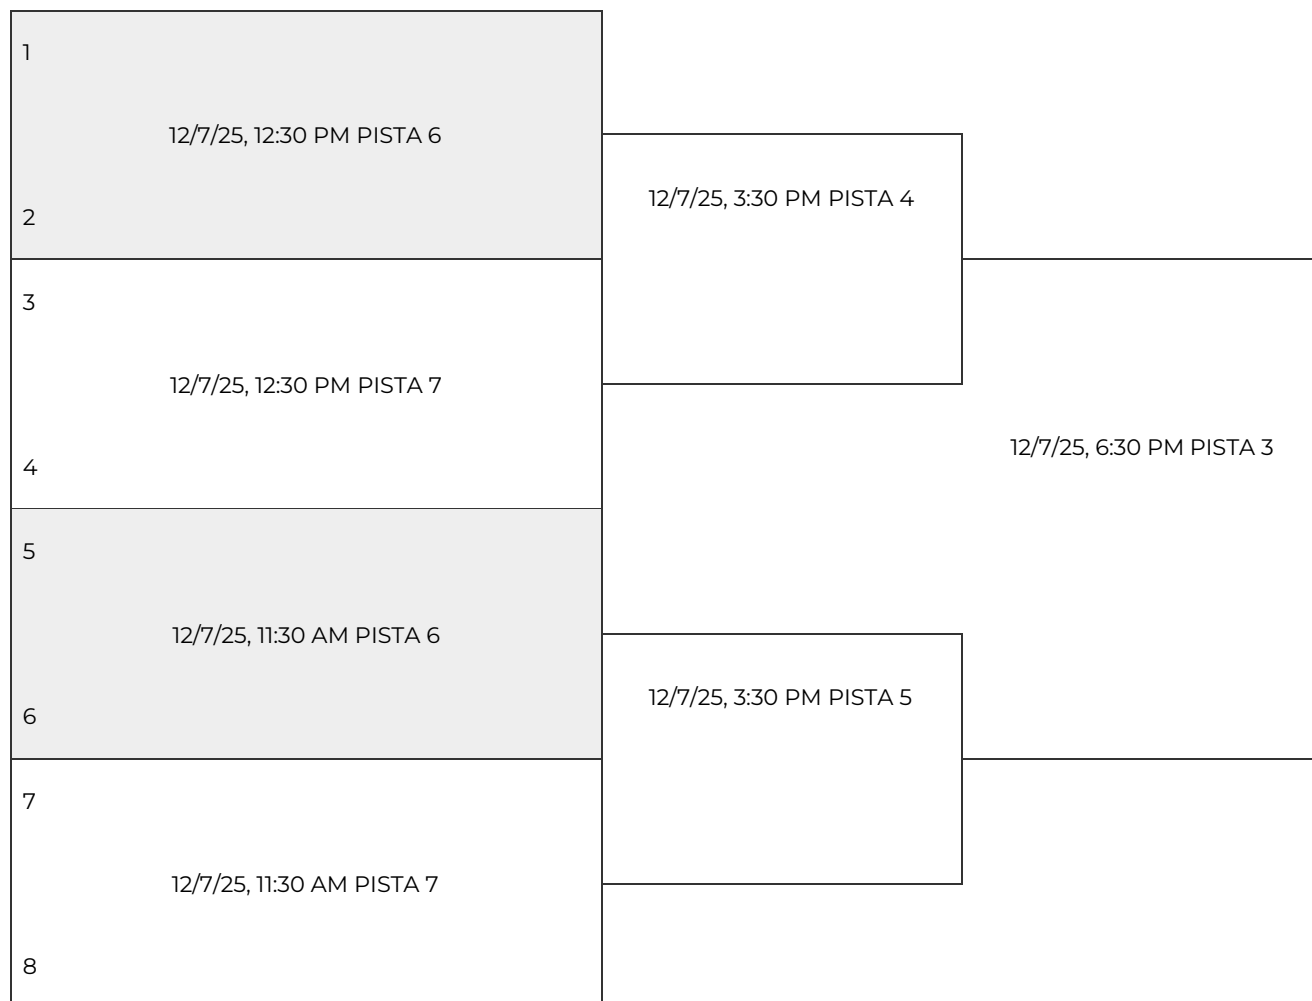 1
12/7/25, 12:30 PM PISTA 6
2
3
12/7/25, 12:30 PM PISTA 7
4
5
12/7/25, 11:30 AM PISTA 6
6
7
12/7/25, 11:30 AM PISTA 7
8
12/7/25, 3:30 PM PISTA 4
12/7/25, 3:30 PM PISTA 5
12/7/25, 6:30 PM PISTA 3